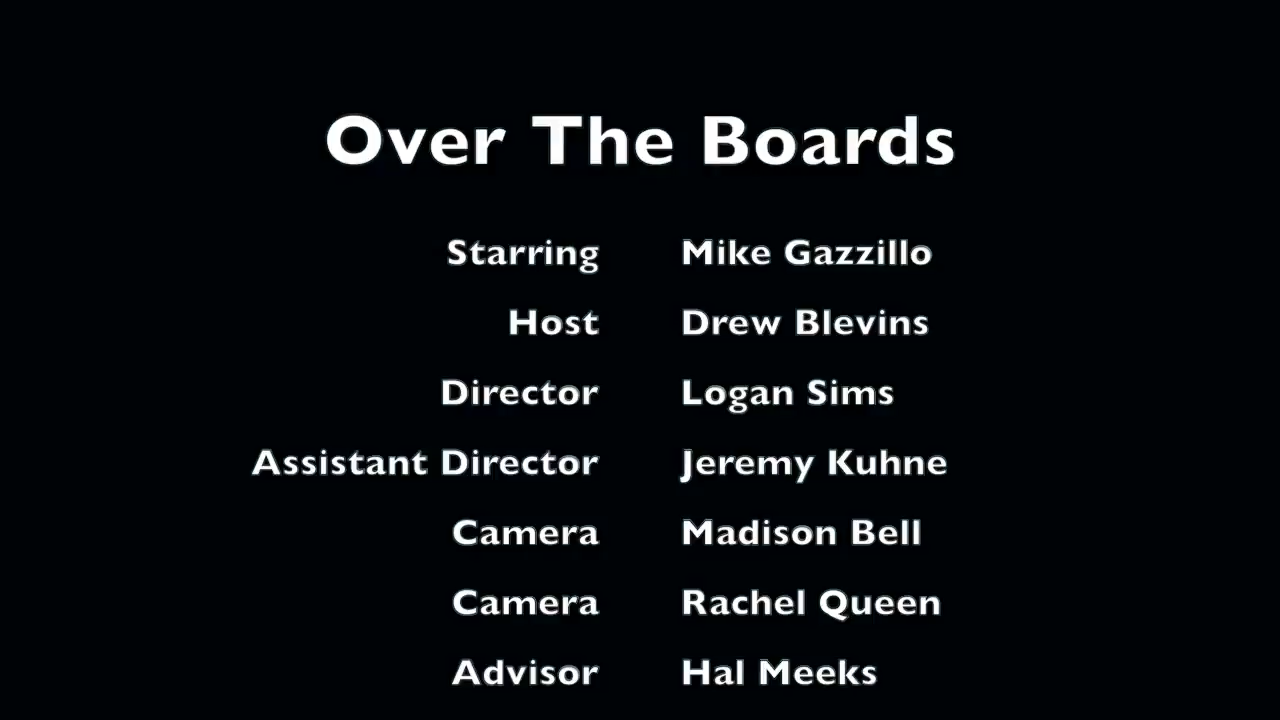 Over The Boards
Starring Mike Gazzillo
Host Drew Blevins
Director Logan Sims
Assistant Director Jeremy Kuhne
Camera Madison Bell
Camera Rachel Queen
Advisor Hal Meeks